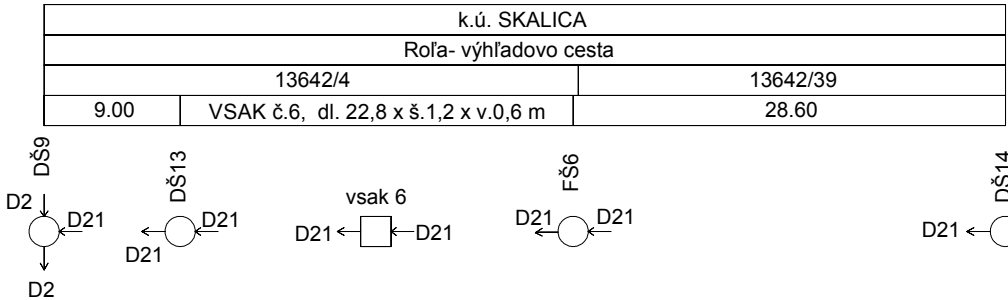 k.ú. SKALICA
Roľa- výhľadovo cesta
13642/4 13642/39
9.00 VSAK č.6, dl. 22,8 x š.1,2 x v.0,6 m 28.60
DŠ9 DŠ13 FŠ6 DŠ14
vsak 6
D2 D21 D21 D21 D21
D21 D21 D21
D21
D2